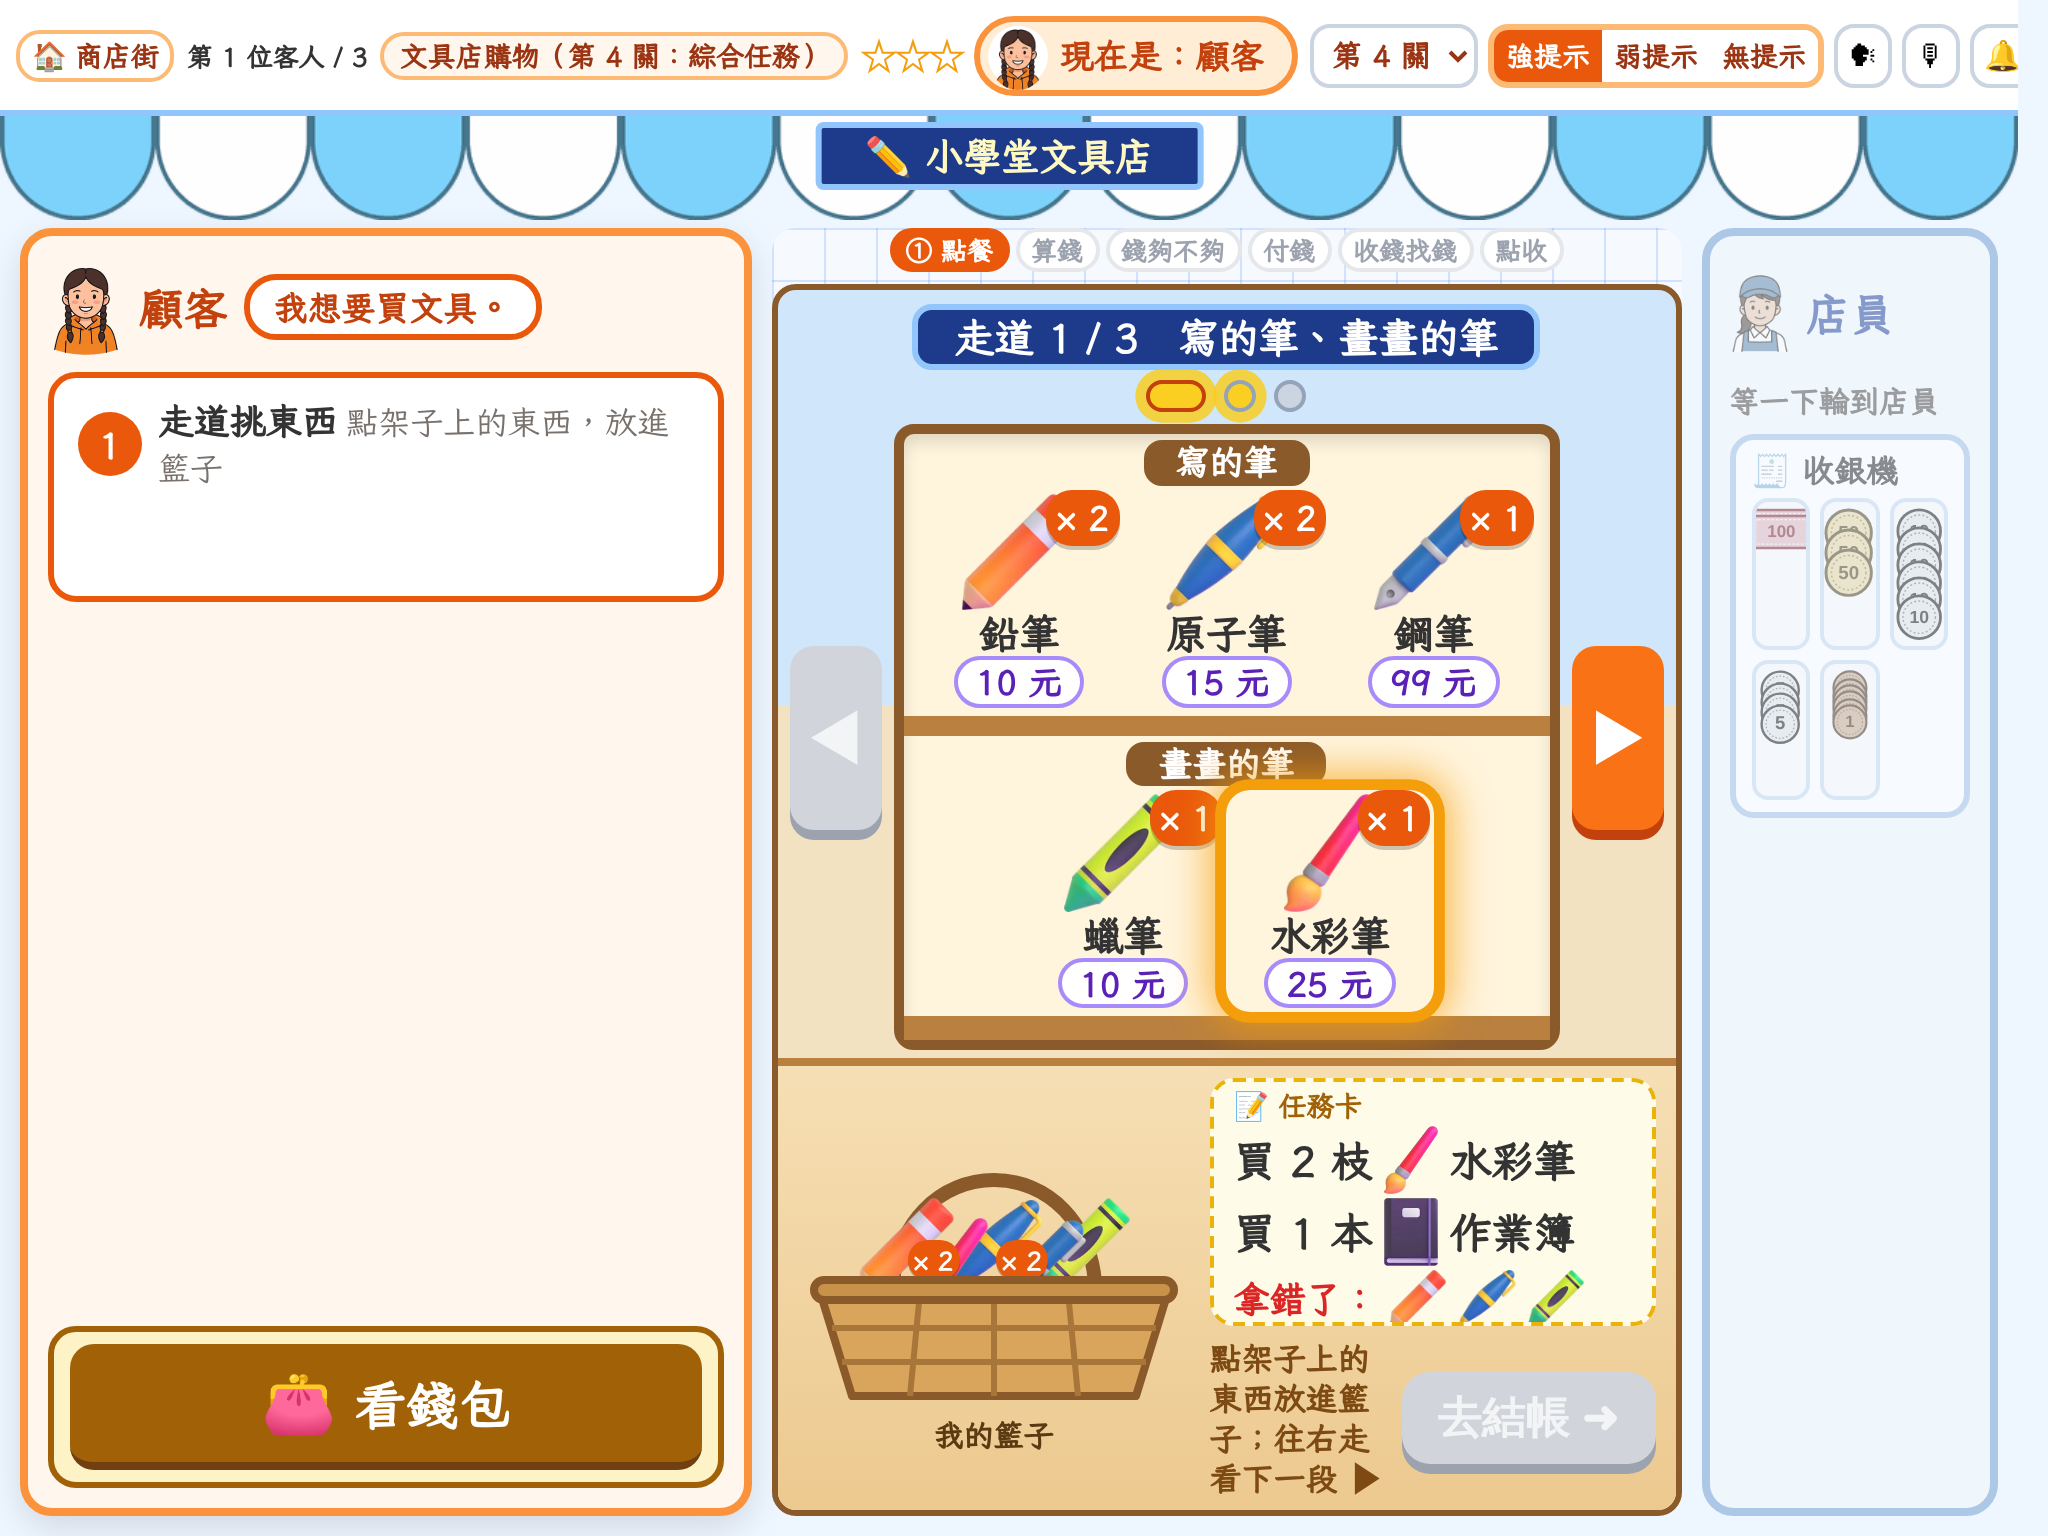 商店街
第 1 位客人 / 3
文具店購物（第 4 關：綜合任務）
現在是：顧客
第 4 關
強提示
弱提示
無提示
小學堂文具店
顧客
我想要買文具。
1
走道挑東西 點架子上的東西，放進
籃子
看錢包
① 點餐
算錢
錢夠不夠
付錢
收錢找錢
點收
走道 1 / 3 寫的筆、畫畫的筆
寫的筆
× 2
× 2
× 1
鉛筆
原子筆
鋼筆
10 元
15 元
99 元
畫畫的筆
× 1
× 1
蠟筆
水彩筆
10 元
25 元
× 2
× 2
我的籃子
任務卡
買 2 枝 水彩筆
買 1 本 作業簿
拿錯了：
點架子上的
東西放進籃
子；往右走
看下一段 ▶
去結帳 ➜
店員
等一下輪到店員
收銀機
100
50
10
5
1